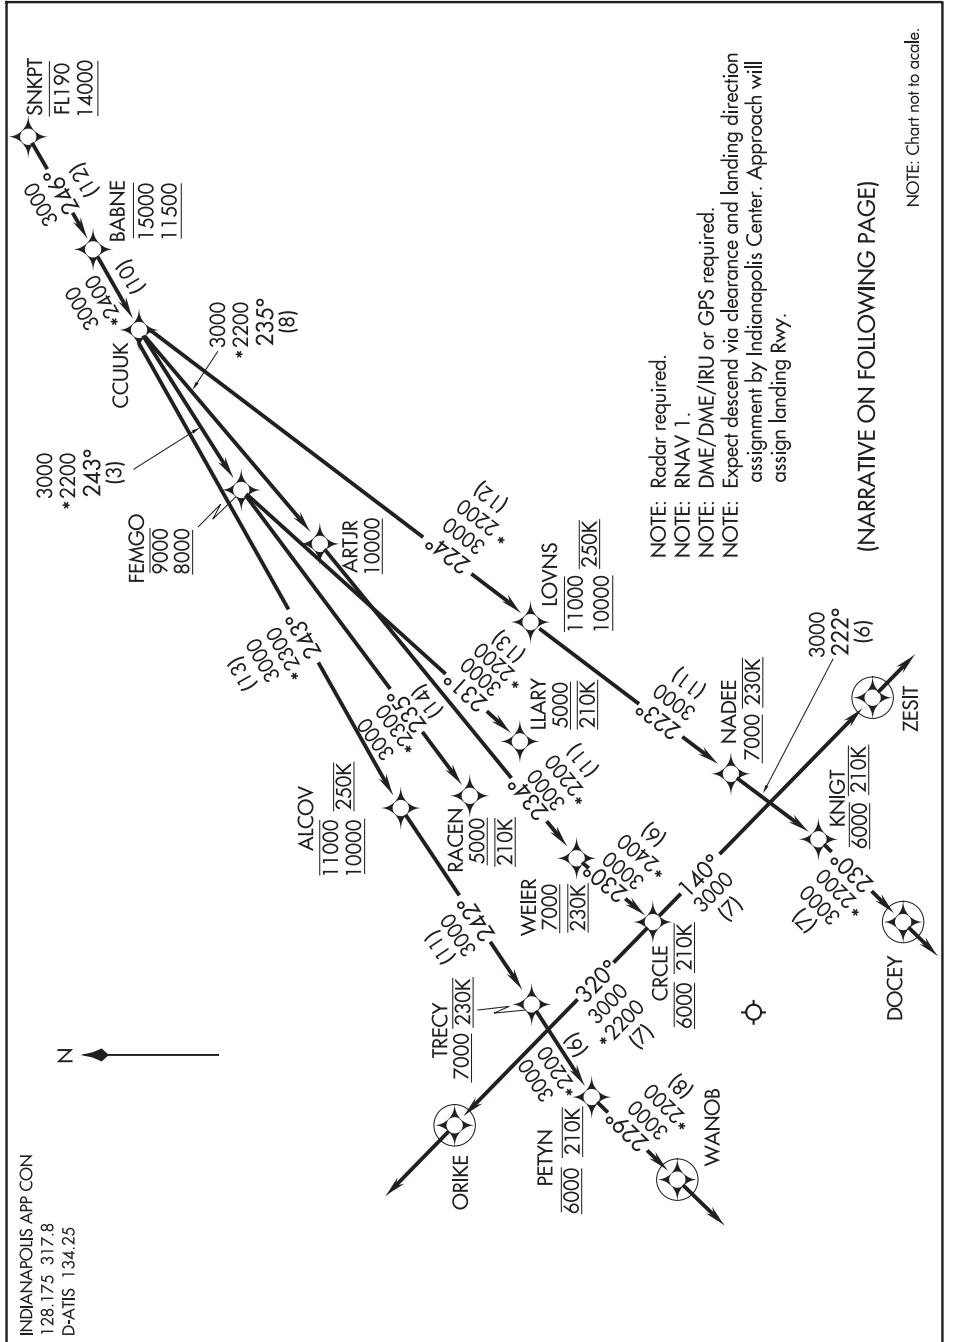 INDIANAPOLIS APP CON
128.175 317.8
D-ATIS 134.25
N
SNKPT
FL190
14000
3000
246°
(12)
BABNE
15000
11500
3000
*2400
(10)
CCUUK
3000
*2200
243°
(3)
3000
*2200
235°
(8)
FEMGO
9000
8000
ARTJR
10000
(13)
3000
*2300
243°
3000
*2300
235°
(14)
3000
*2200
231°
(13)
224°
3000
*2200
(12)
LOVNS
11000 250K
10000
ALCOV
11000 250K
10000
RACEN
5000
210K
LLARY
5000
210K
234°
3000
*2200
(11)
WEIER
7000
230K
230°
3000
*2400
(6)
(11)
3000
242°
TRECY
7000 230K
CRCLE
6000 210K
320°
3000
*2200
(7)
140°
3000
(7)
223°
3000
(11)
NADEE
7000 230K
3000
222°
(6)
KNIGT
6000 210K
ZESIT
230°
3000
*2200
(7)
DOCEY
ORIKE
3000
*2200
(6)
PETYN
6000 210K
229°
3000
*2200
(8)
WANOB
NOTE: Radar required.
NOTE: RNAV 1.
NOTE: DME/DME/IRU or GPS required.
NOTE: Expect descend via clearance and landing direction
assignment by Indianapolis Center. Approach will
assign landing Rwy.
(NARRATIVE ON FOLLOWING PAGE)
NOTE: Chart not to acale.